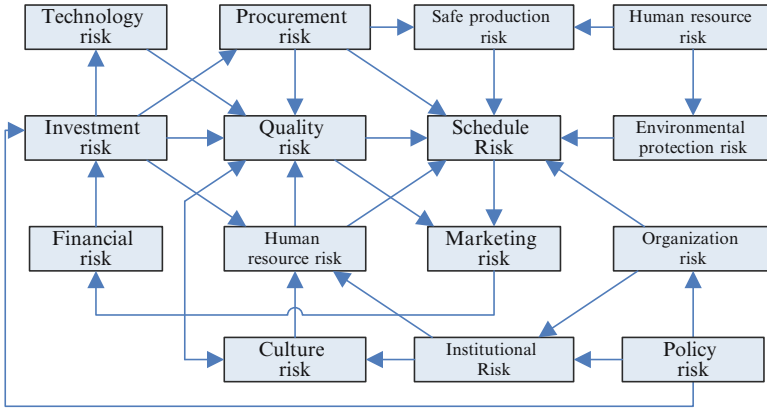 Technology
risk
Procurement
risk
Safe production
risk
Human resource
risk
Investment
risk
Quality
risk
Schedule
Risk
Environmental
protection risk
Financial
risk
Human
resource risk
Marketing
risk
Organization
risk
Culture
risk
Institutional
Risk
Policy
risk